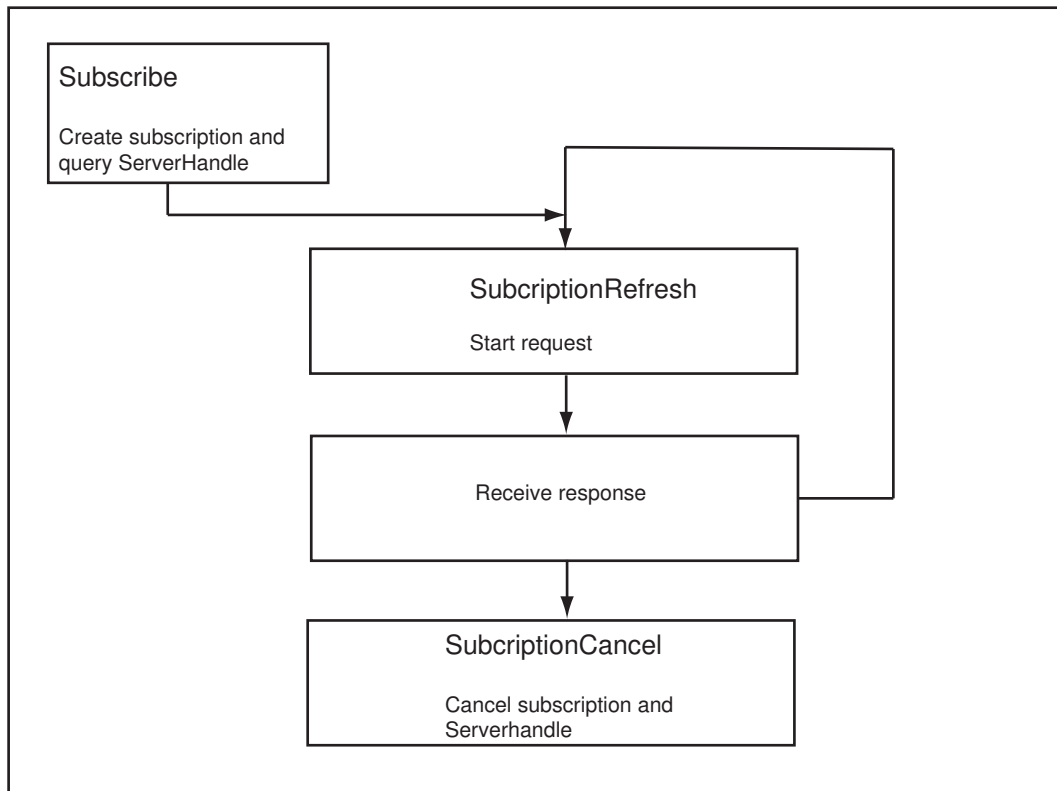 Subscribe
Create subscription and
query ServerHandle
SubcriptionRefresh
Start request
Receive response
SubcriptionCancel
Cancel subscription and
Serverhandle